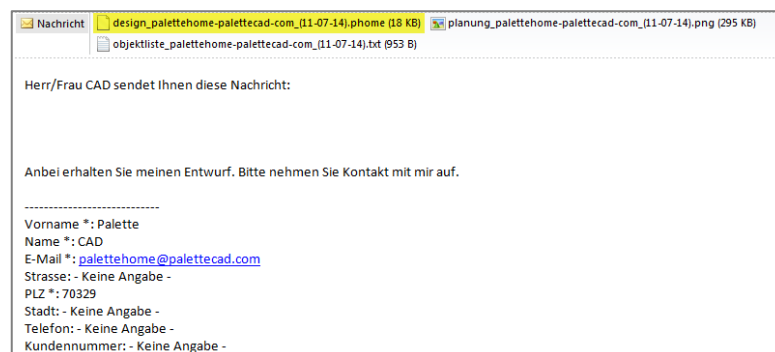 Nachricht design_palettehome-palettecad-com_(11-07-14).phome (18 KB) planung_palettehome-palettecad-com_(11-07-14).png (295 KB)
objektliste_palettehome-palettecad-com_(11-07-14).txt (953 B)
Herr/Frau CAD sendet Ihnen diese Nachricht:
Anbei erhalten Sie meinen Entwurf. Bitte nehmen Sie Kontakt mit mir auf.
----------------------------
Vorname *: Palette
Name *: CAD
E-Mail *: palettehome@palettecad.com
Strasse: - Keine Angabe -
PLZ *: 70329
Stadt: - Keine Angabe -
Telefon: - Keine Angabe -
Kundennummer: - Keine Angabe -